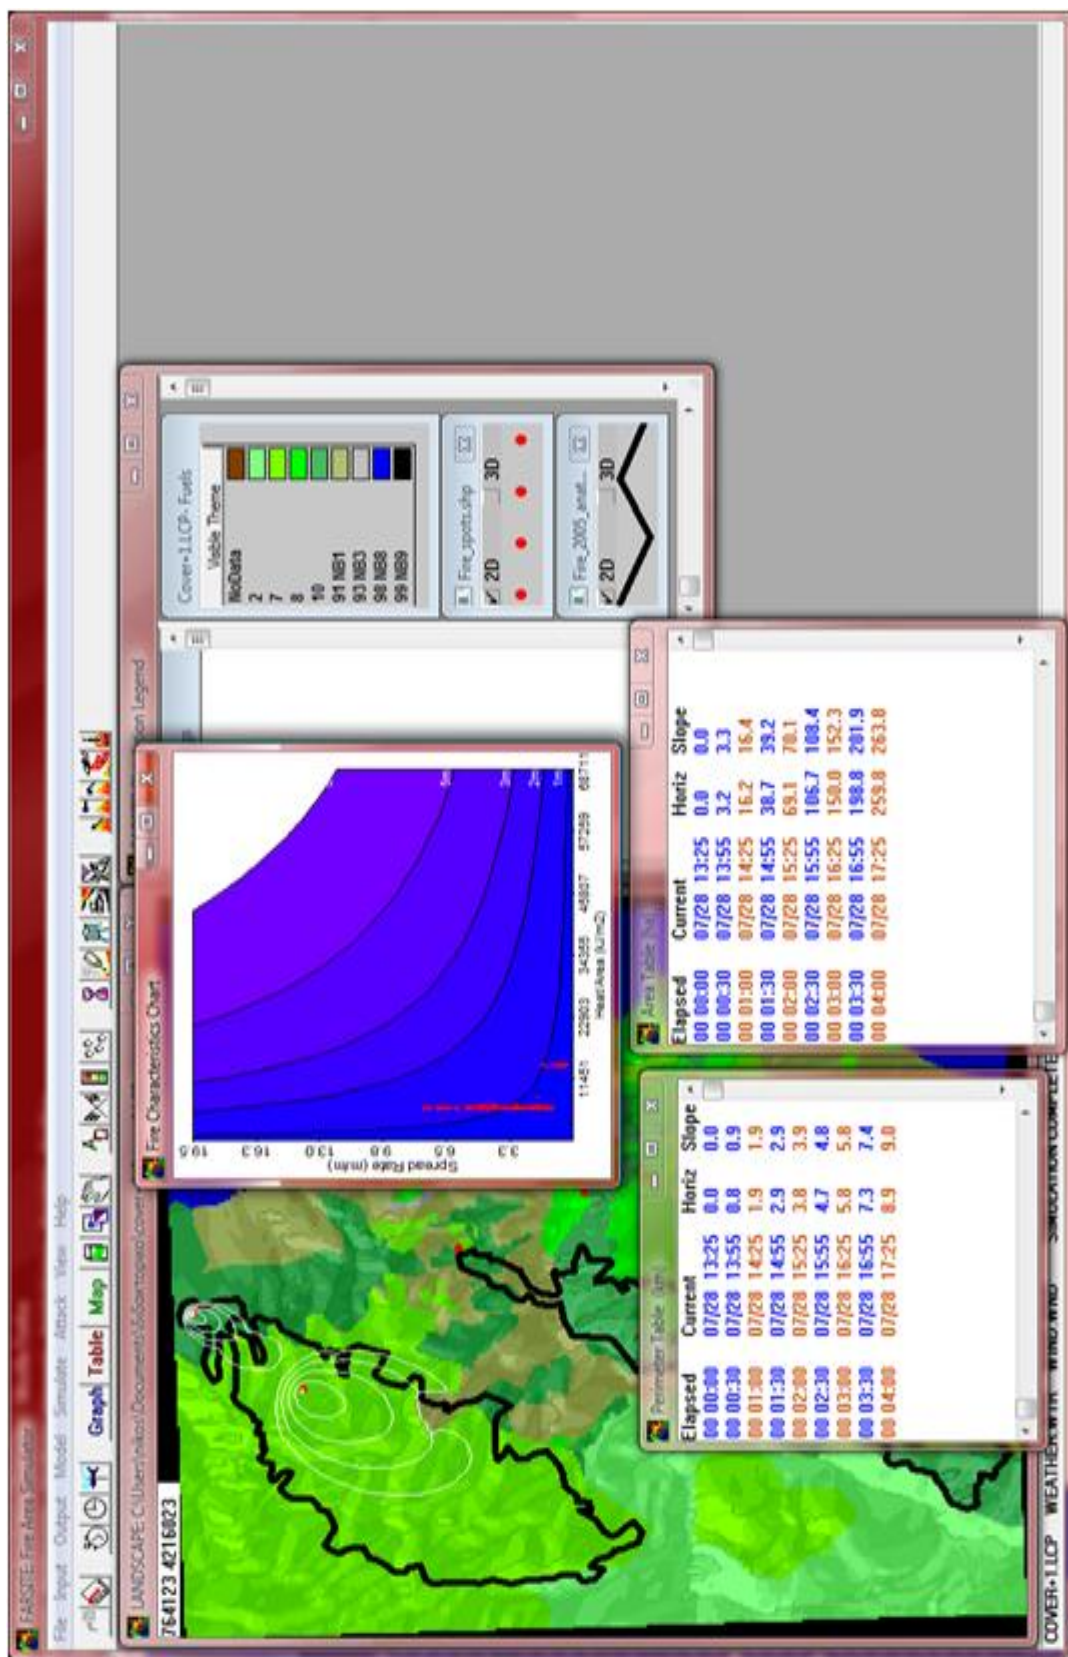 FARSITE: Fire Area Simulator
File Input Output Model Simulate Attack View Help
Graph Table Map
LANDSCAPE C:\Users\nikos\Documents\
764123 4216023
Fire Characteristics Chart
Spread Rate (m/m)
19.5
16.3
13.0
9.8
6.5
3.3
11451 22903 34355 45807 57259 68711
Heat/Area (kJ/m2)
Legend
Cover+1.LCP- Fuels
Visible Theme
NoData
2
7
8
10
91 NB1
93 NB3
98 NB8
99 NB9
Fire_spots.shp
2D 3D
Fire_2005_anat...
2D 3D
Perimeter Table (km)
Elapsed Current Horiz Slope
00 00:00 07/28 13:25 0.0 0.0
00 00:30 07/28 13:55 0.8 0.9
00 01:00 07/28 14:25 1.9 1.9
00 01:30 07/28 14:55 2.9 2.9
00 02:00 07/28 15:25 3.8 3.9
00 02:30 07/28 15:55 4.7 4.8
00 03:00 07/28 16:25 5.8 5.8
00 03:30 07/28 16:55 7.3 7.4
00 04:00 07/28 17:25 8.9 9.0
Area Table
Elapsed Current Horiz Slope
00 00:00 07/28 13:25 0.0 0.0
00 00:30 07/28 13:55 3.2 3.3
00 01:00 07/28 14:25 16.2 16.4
00 01:30 07/28 14:55 38.7 39.2
00 02:00 07/28 15:25 69.1 70.1
00 02:30 07/28 15:55 106.7 108.4
00 03:00 07/28 16:25 150.0 152.3
00 03:30 07/28 16:55 198.8 201.9
00 04:00 07/28 17:25 259.8 263.8
COVER+1.LCP WEATHER.WTR WIND.WND SIMULATION COMPLETE